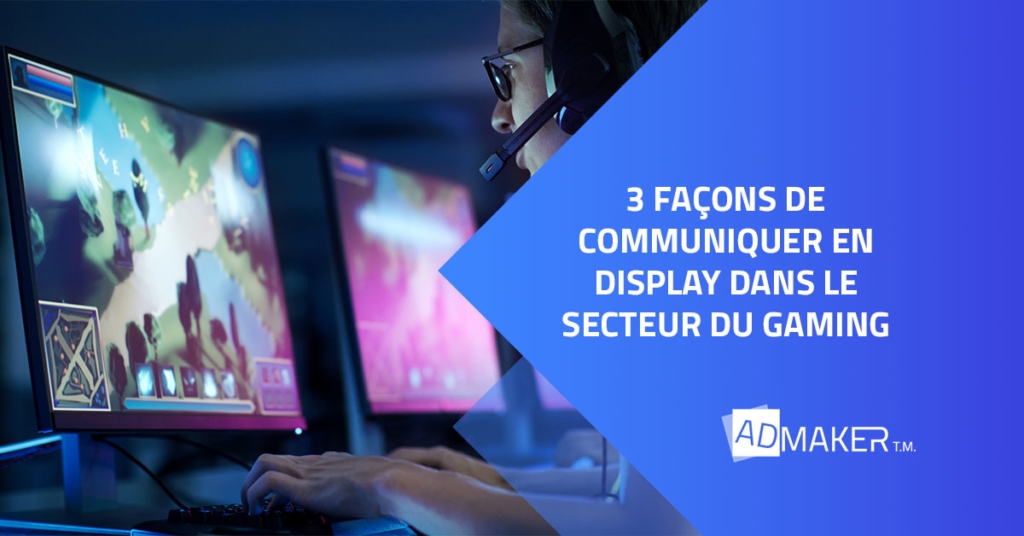 3 FAÇONS DE
COMMUNIQUER EN
DISPLAY DANS LE
SECTEUR DU GAMING
ADMAKER T.M.